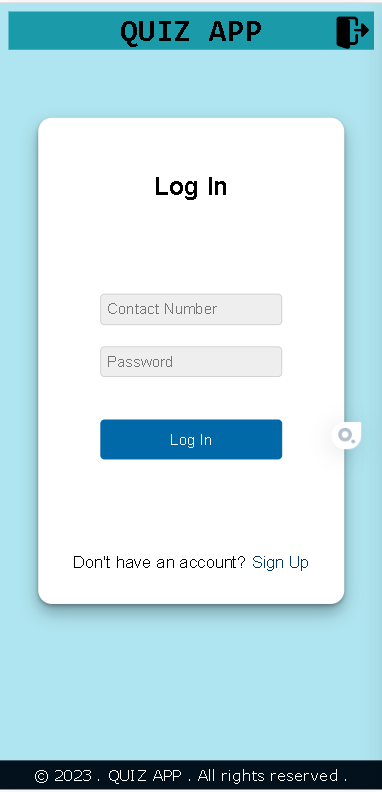 QUIZ APP
Log In
Contact Number
Password
Log In
Don't have an account? Sign Up
© 2023 . QUIZ APP . All rights reserved .